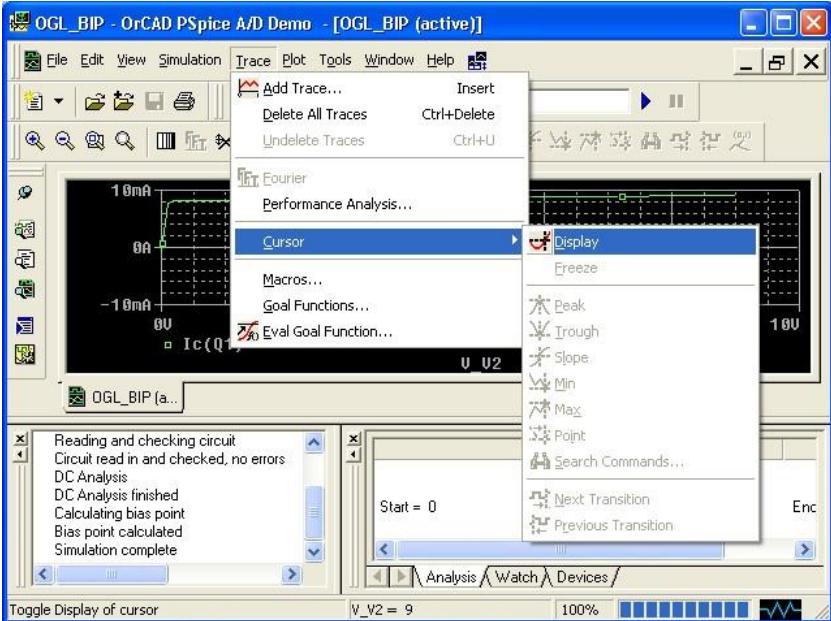 OGL_BIP - OrCAD PSpice A/D Demo - [OGL_BIP (active)]
File Edit View Simulation Trace Plot Tools Window Help
Add Trace... Insert
Delete All Traces Ctrl+Delete
Undelete Traces Ctrl+U
FFT Fourier
Performance Analysis...
Cursor
Macros...
Goal Functions...
Eval Goal Function...
Display
Freeze
Peak
Trough
Slope
Min
Max
Point
Search Commands...
Next Transition
Previous Transition
10mA
0A
-10mA
0V
10V
Ic(Q1)
V_V2
OGL_BIP (a...
Reading and checking circuit
Circuit read in and checked, no errors
DC Analysis
DC Analysis finished
Calculating bias point
Bias point calculated
Simulation complete
Start = 0
Analysis Watch Devices
Toggle Display of cursor V_V2 = 9 100%